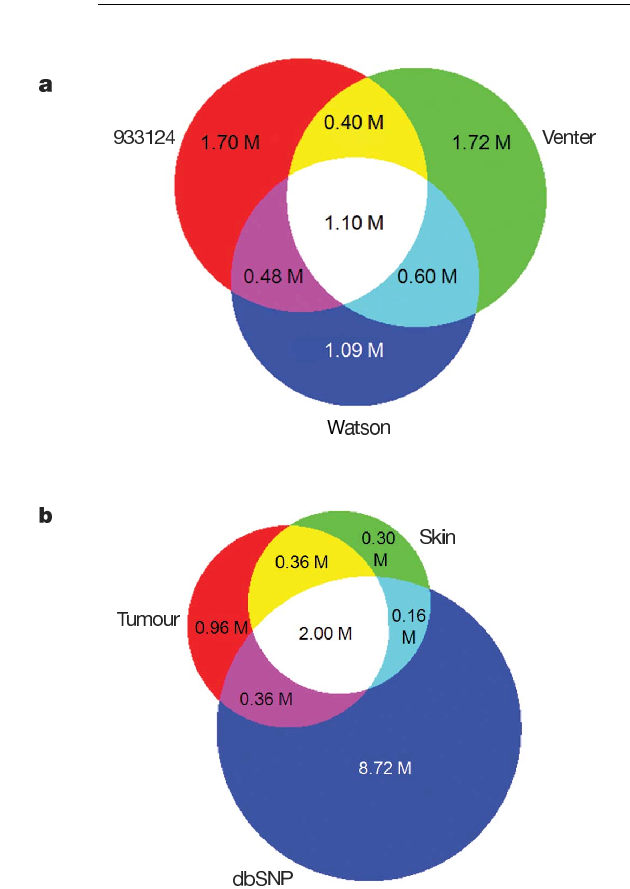 a
933124
1.70 M
0.40 M
1.72 M
Venter
1.10 M
0.48 M
0.60 M
1.09 M
Watson
b
0.30
M
Skin
0.36 M
Tumour
0.96 M
2.00 M
0.16
M
0.36 M
8.72 M
dbSNP